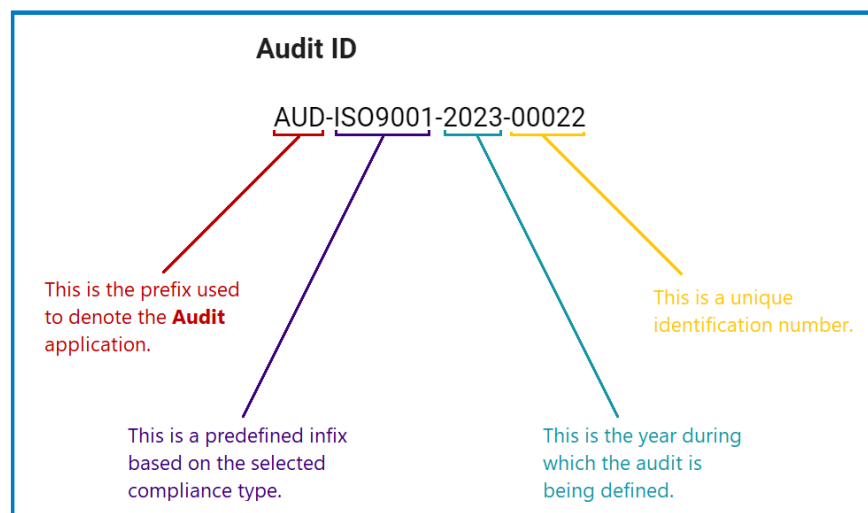 Audit ID
AUD-ISO9001-2023-00022
This is the prefix used
to denote the Audit
application.
This is a unique
identification number.
This is a predefined infix
based on the selected
compliance type.
This is the year during
which the audit is
being defined.